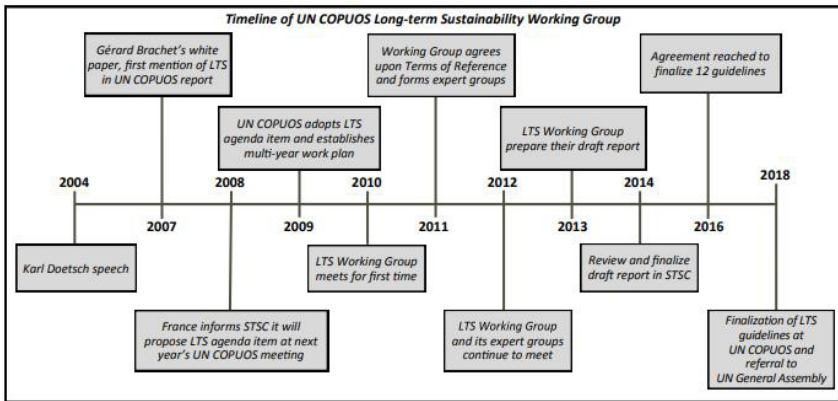 Timeline of UN COPUOS Long-term Sustainability Working Group
Gérard Brachet's white
paper, first mention of LTS
in UN COPUOS report
Working Group agrees
upon Terms of Reference
and forms expert groups
Agreement reached to
finalize 12 guidelines
UN COPUOS adopts LTS
agenda item and establishes
multi-year work plan
LTS Working Group
prepare their draft report
2004
2008
2010
2012
2014
2018
2007
2009
2011
2013
2016
Karl Doetsch speech
LTS Working Group
meets for first time
Review and finalize
draft report in STSC
France informs STSC it will
propose LTS agenda item at next
year's UN COPUOS meeting
LTS Working Group
and its expert groups
continue to meet
Finalization of LTS
guidelines at
UN COPUOS and
referral to
UN General Assembly